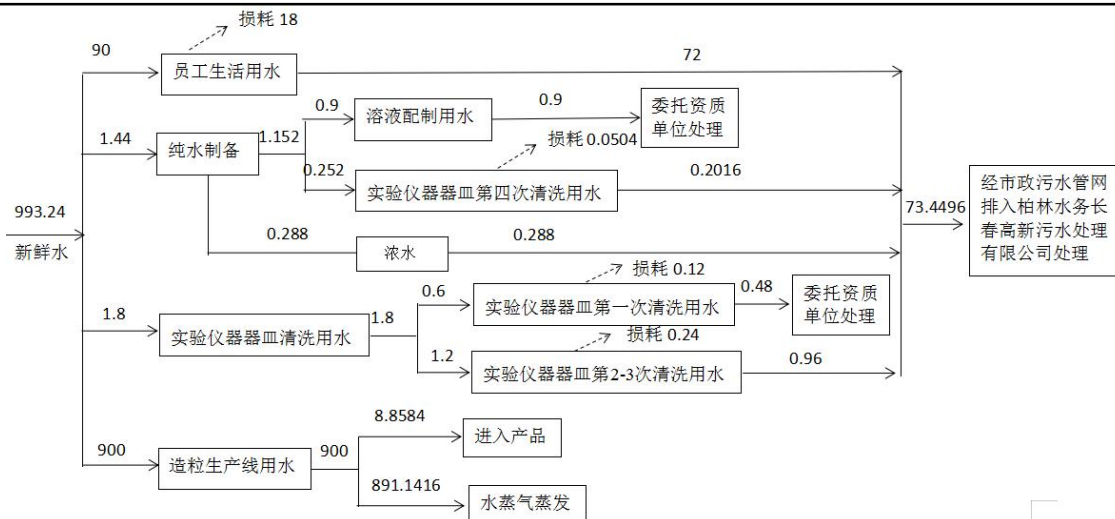 损耗 18
90
员工生活用水
72
0.9
溶液配制用水
0.9
委托资质
单位处理
1.44
纯水制备
1.152
损耗 0.0504
0.252
实验仪器器皿第四次清洗用水
0.2016
经市政污水管网
排入柏林水务长
春高新污水处理
有限公司处理
993.24
新鲜水
73.4496
0.288
浓水
0.288
损耗 0.12
0.6
实验仪器器皿第一次清洗用水
0.48
委托资质
单位处理
1.8
实验仪器器皿清洗用水
1.8
损耗 0.24
1.2
实验仪器器皿第2-3次清洗用水
0.96
8.8584
进入产品
900
造粒生产线用水
900
891.1416
水蒸气蒸发